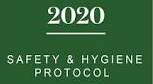 2020
SAFETY & HYGIENE
PROTOCOL